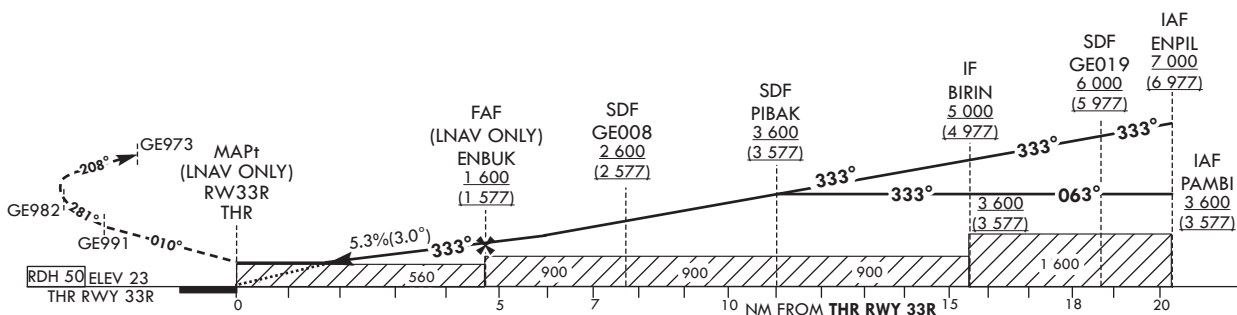 IAF
ENPIL
7 000
(6 977)
SDF
GE019
6 000
(5 977)
IF
BIRIN
5 000
(4 977)
SDF
PIBAK
3 600
(3 577)
SDF
GE008
2 600
(2 577)
FAF
(LNAV ONLY)
ENBUK
1 600
(1 577)
MAPt
(LNAV ONLY)
RW33R
THR
GE973
208°
GE982
281°
GE991
010°
5.3%(3.0°)
333°
333°
333°
333°
333°
063°
3 600
(3 577)
IAF
PAMBI
3 600
(3 577)
560
900
900
900
1 600
RDH 50 ELEV 23
THR RWY 33R
0 5 7 10 15 18 20
NM FROM THR RWY 33R